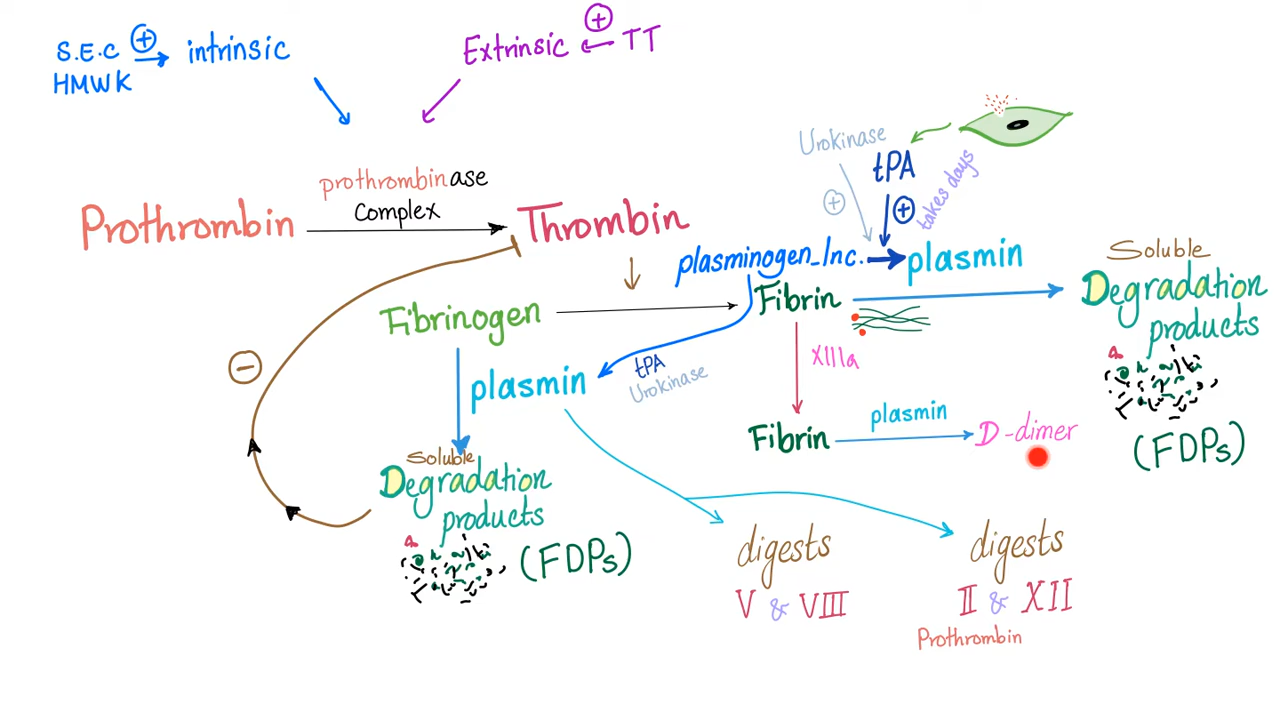 S.E.C ⊕ intrinsic
HMWK
Extrinsic ⊕ TT
Urokinase
tPA
⊕
⊕
takes days
prothrombinase
Complex
Prothrombin
Thrombin
plasminogen_Inc.
plasmin
Soluble
Degradation
products
(FDPs)
Fibrinogen
Fibrin
XIIIa
tPA
Urokinase
plasmin
⊖
Fibrin
plasmin
D-dimer
Soluble
Degradation
products
(FDPs)
digests
V & VIII
digests
II & XII
Prothrombin